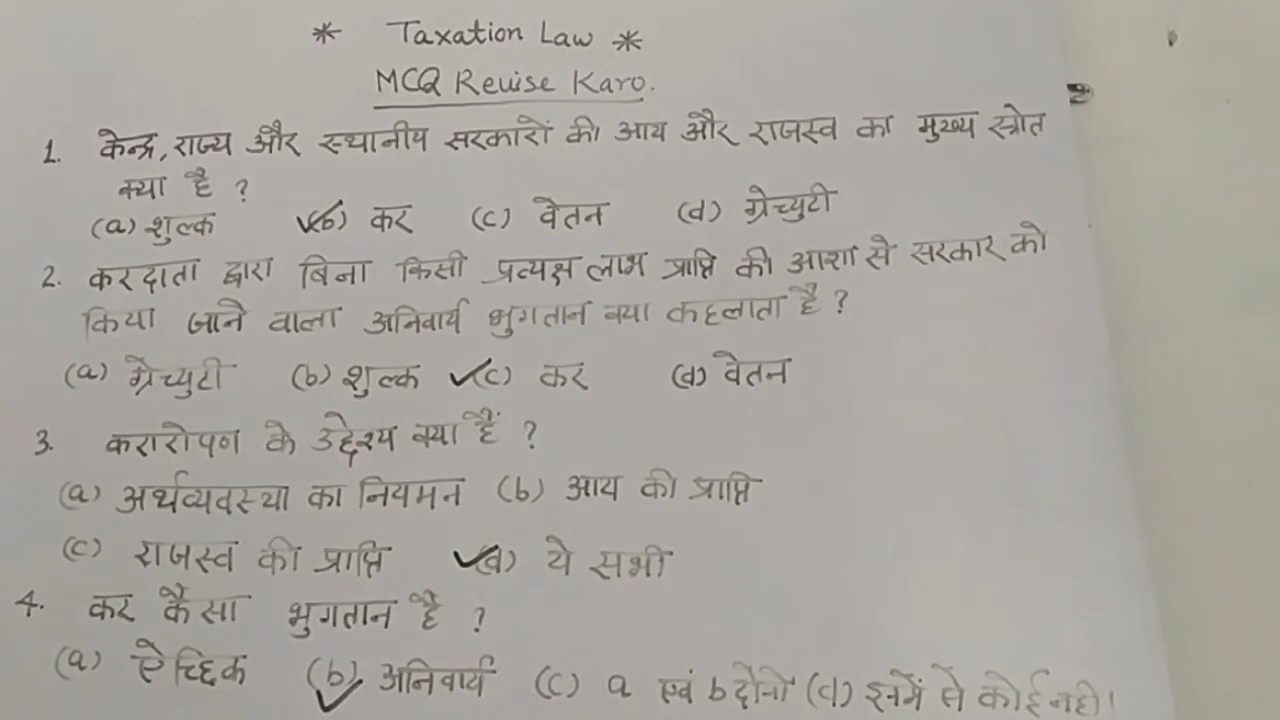 * Taxation Law *
MCQ Revise Karo.
1. केन्द्र, राज्य और स्थानीय सरकारों की आय और राजस्व का मुख्य स्त्रोत
क्या है ?
(a) शुल्क (b) कर (c) वेतन (d) ग्रेच्युटी
2. करदाता द्वारा बिना किसी प्रत्यक्ष लाभ प्राप्ति की आशा से सरकार को
किया जाने वाला अनिवार्य भुगतान क्या कहलाता है ?
(a) ग्रेच्युटी (b) शुल्क (c) कर (d) वेतन
3. करारोपण के उद्देश्य क्या हैं ?
(a) अर्थव्यवस्था का नियमन (b) आय की प्राप्ति
(c) राजस्व की प्राप्ति (d) ये सभी
4. कर कैसा भुगतान है ?
(a) ऐच्छिक (b) अनिवार्य (c) a एवं b दोनो (d) इनमें से कोई नही।